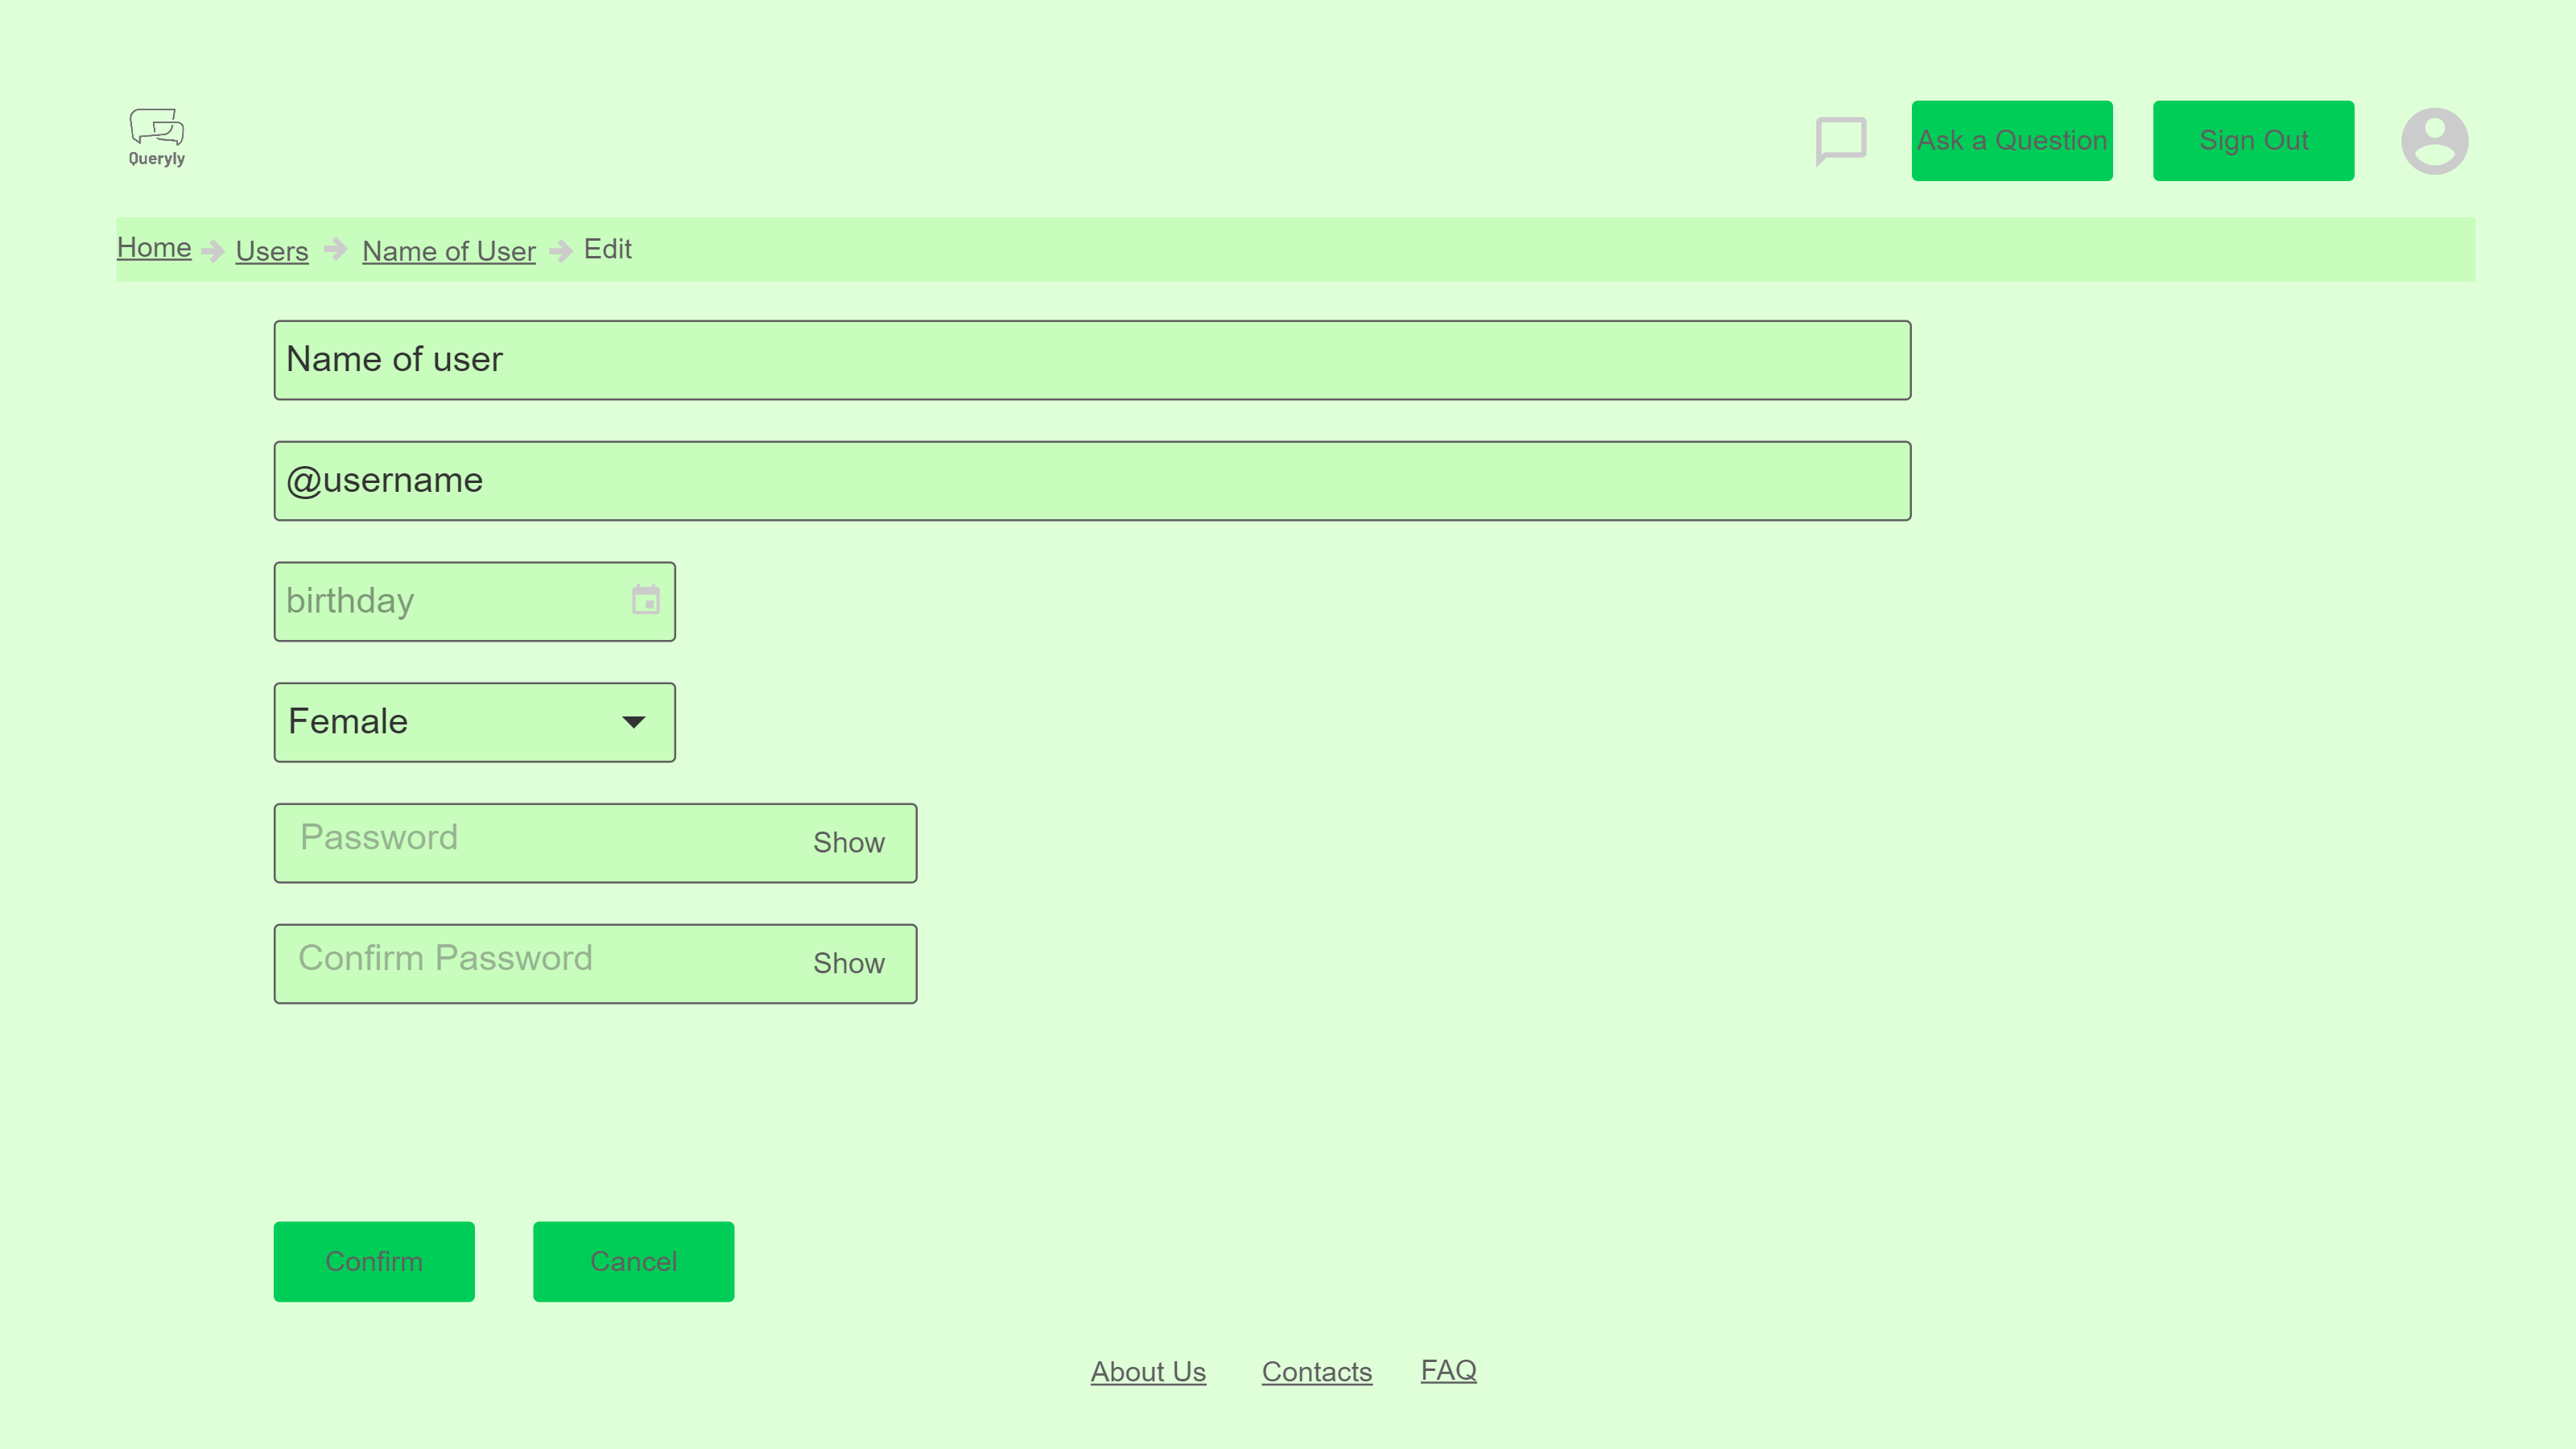 Queryly
Ask a Question
Sign Out
Home
Users
Name of User
Edit
Name of user
@username
birthday
Female
Password
Show
Confirm Password
Show
Confirm
Cancel
About Us
Contacts
FAQ